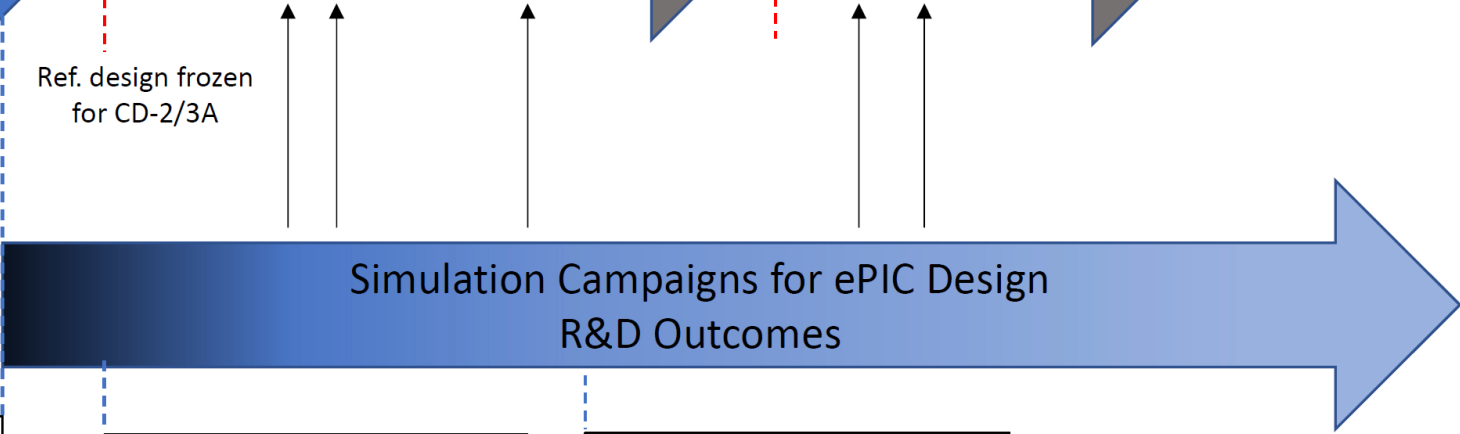 Ref. design frozen
for CD-2/3A
Simulation Campaigns for ePIC Design
R&D Outcomes